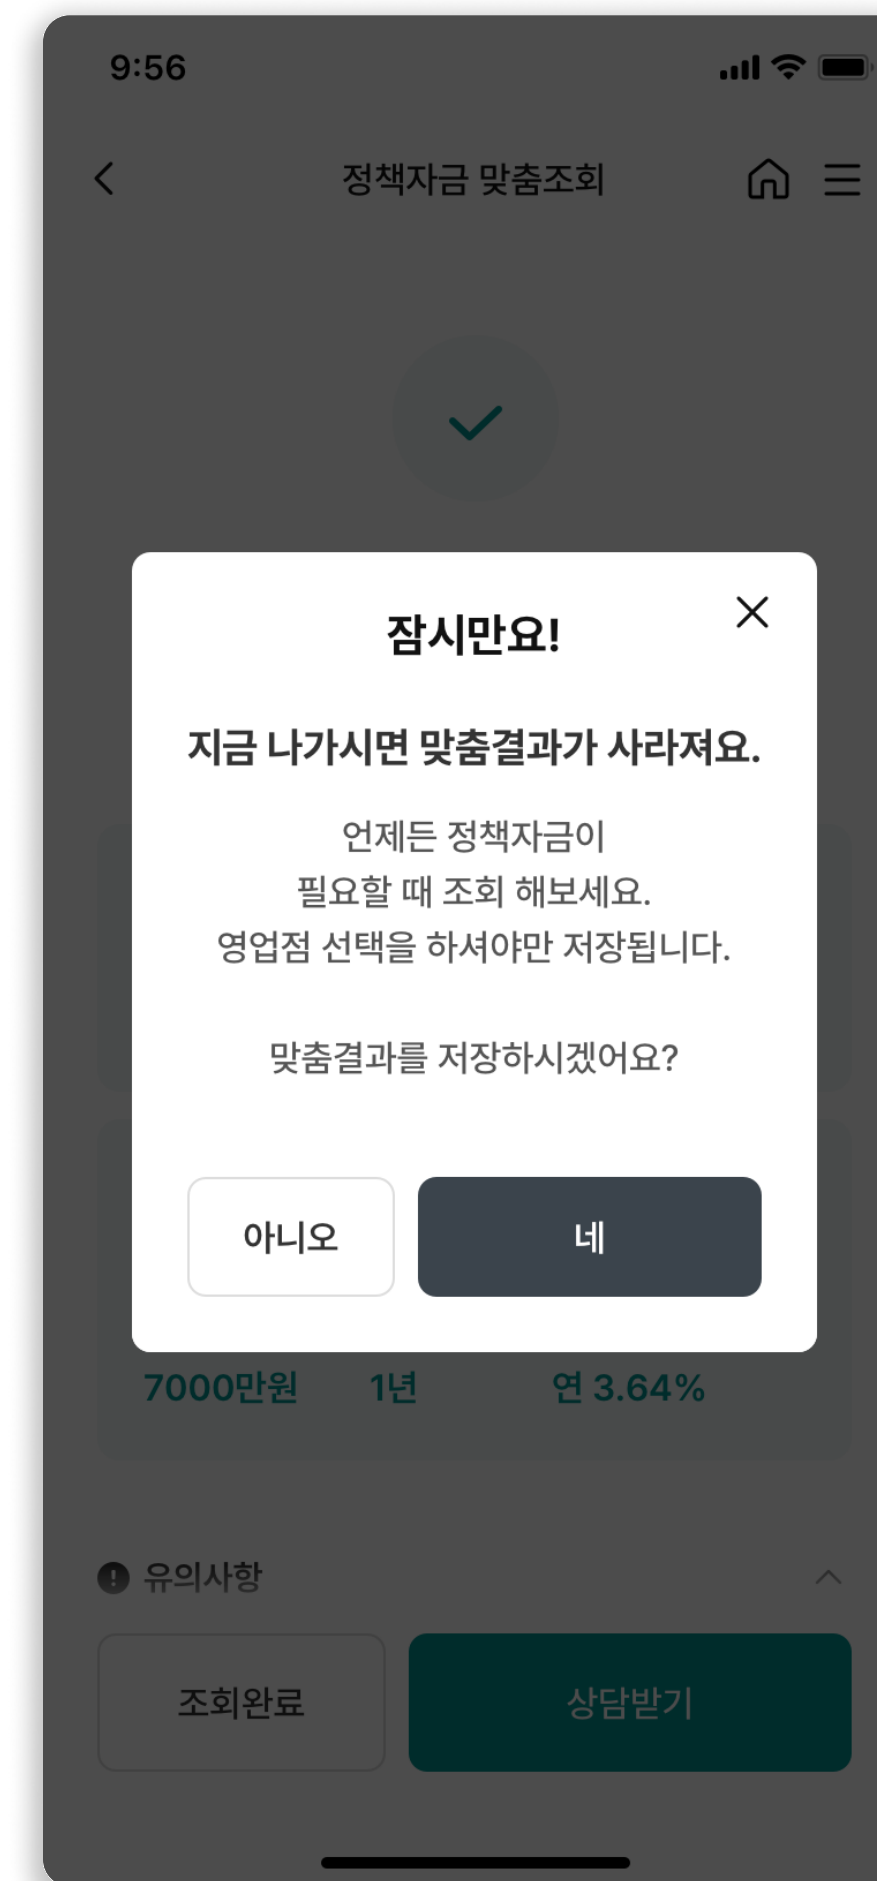 9:56
정책자금 맞춤조회
잠시만요!
지금 나가시면 맞춤결과가 사라져요.
언제든 정책자금이
필요할 때 조회 해보세요.
영업점 선택을 하셔야만 저장됩니다.
맞춤결과를 저장하시겠어요?
아니오 네
7000만원 1년 연 3.64%
유의사항
조회완료 상담받기